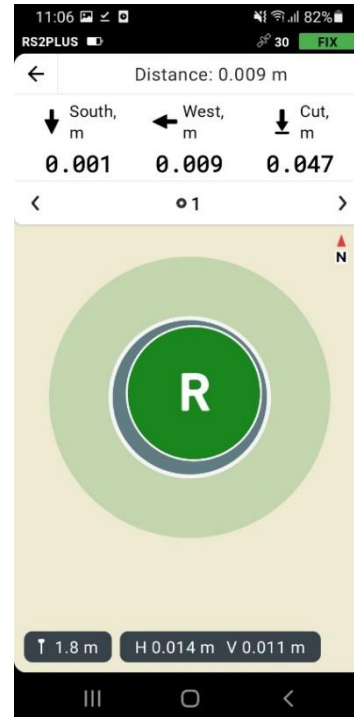 11:06 82%
RS2PLUS 30 FIX
Distance: 0.009 m
South, m West, m Cut, m
0.001 0.009 0.047
1
N
R
1.8 m H 0.014 m V 0.011 m